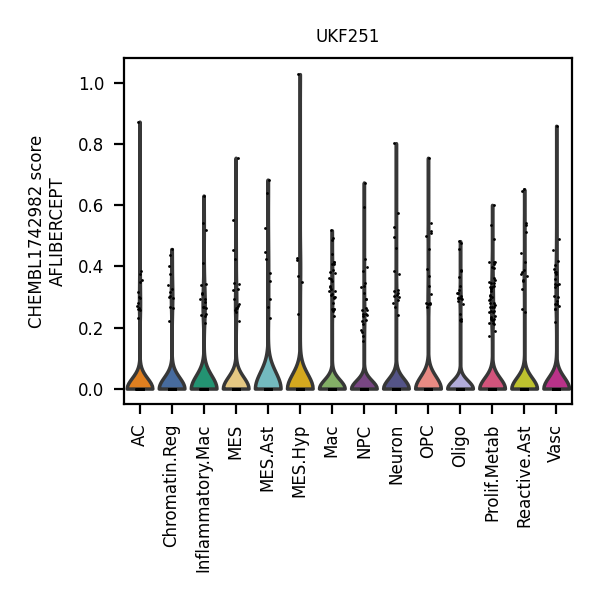 UKF251
CHEMBL1742982 score
AFLIBERCEPT
1.0
0.8
0.6
0.4
0.2
0.0
AC
Chromatin.Reg
Inflammatory.Mac
MES
MES.Ast
MES.Hyp
Mac
NPC
Neuron
OPC
Oligo
Prolif.Metab
Reactive.Ast
Vasc